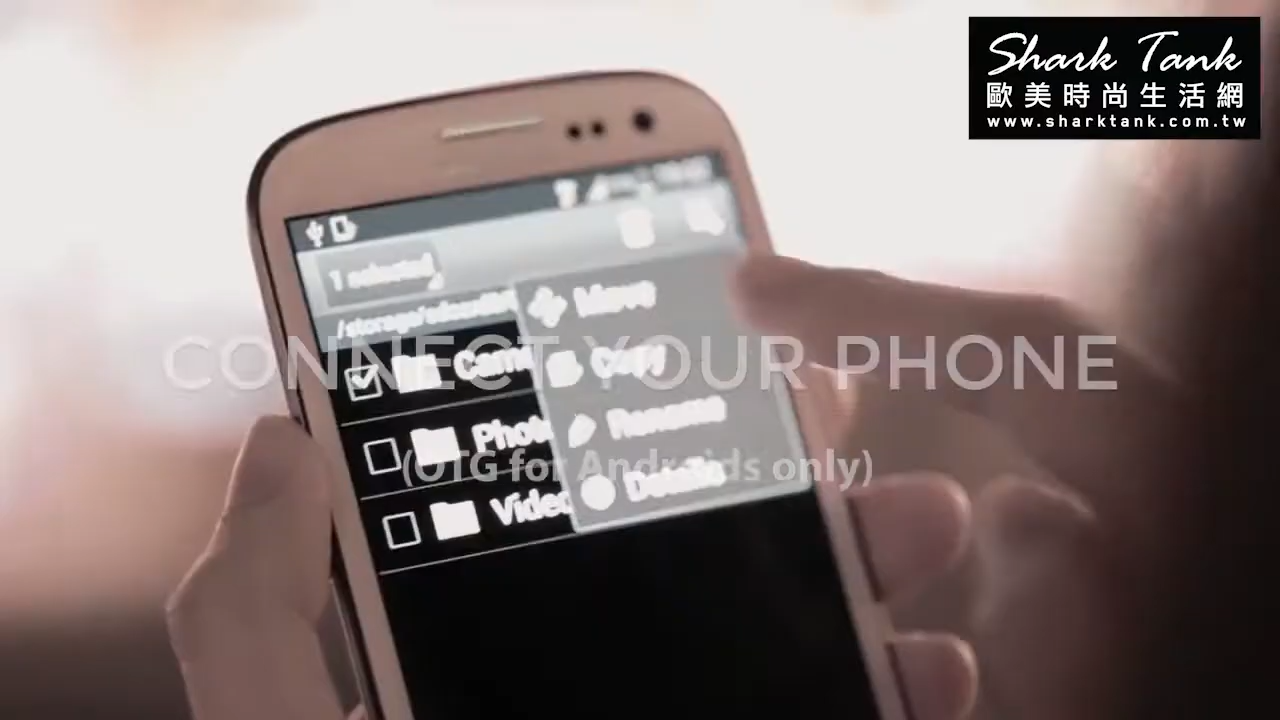 Shark Tank
歐美時尚生活網
www.sharktank.com.tw
1 selected
Move
CONNECT YOUR PHONE
Copy
Rename
(OTG for Androids only)
Details